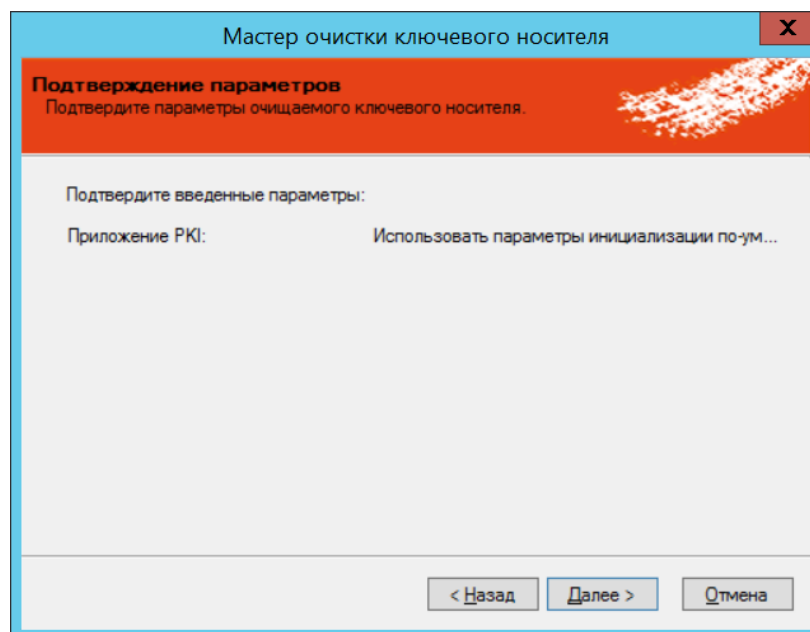 Мастер очистки ключевого носителя
X
Подтверждение параметров
Подтвердите параметры очищаемого ключевого носителя.
Подтвердите введенные параметры:
Приложение PKI: Использовать параметры инициализации по-ум...
< Назад Далее > Отмена